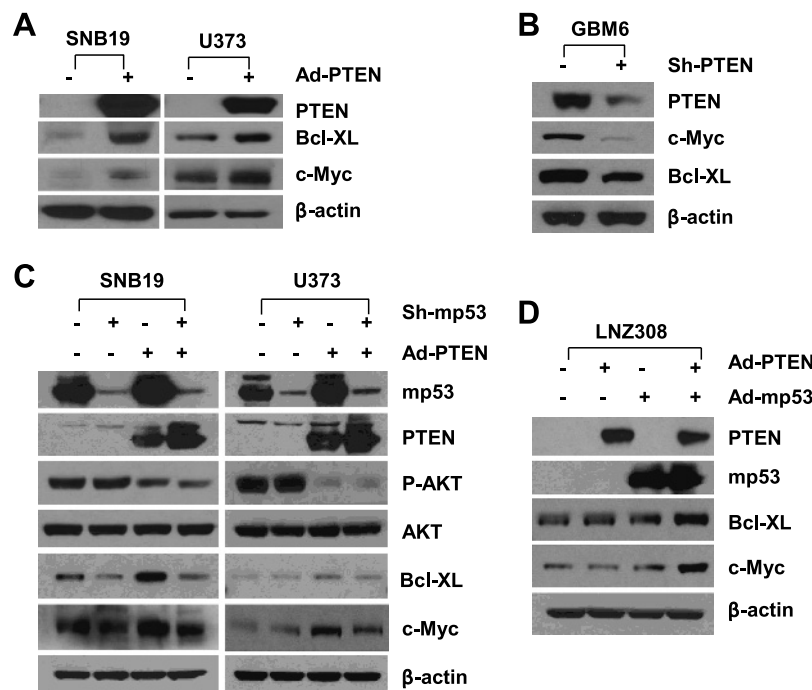 A
SNB19 U373
- + - + Ad-PTEN
PTEN
Bcl-XL
c-Myc
β-actin
B
GBM6
- + Sh-PTEN
PTEN
c-Myc
Bcl-XL
β-actin
C
SNB19 U373
- + - + - + - + Sh-mp53
- - + + - - + + Ad-PTEN
mp53
PTEN
P-AKT
AKT
Bcl-XL
c-Myc
β-actin
D
LNZ308
- + - + Ad-PTEN
- - + + Ad-mp53
PTEN
mp53
Bcl-XL
c-Myc
β-actin